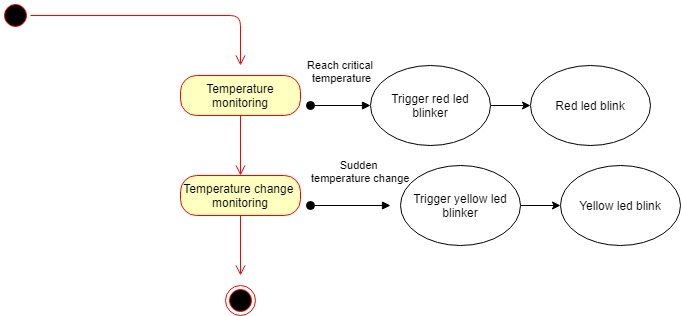 Reach critical
temperature
Temperature
monitoring
Trigger red led
blinker
Red led blink
Sudden
temperature change
Temperature change
monitoring
Trigger yellow led
blinker
Yellow led blink